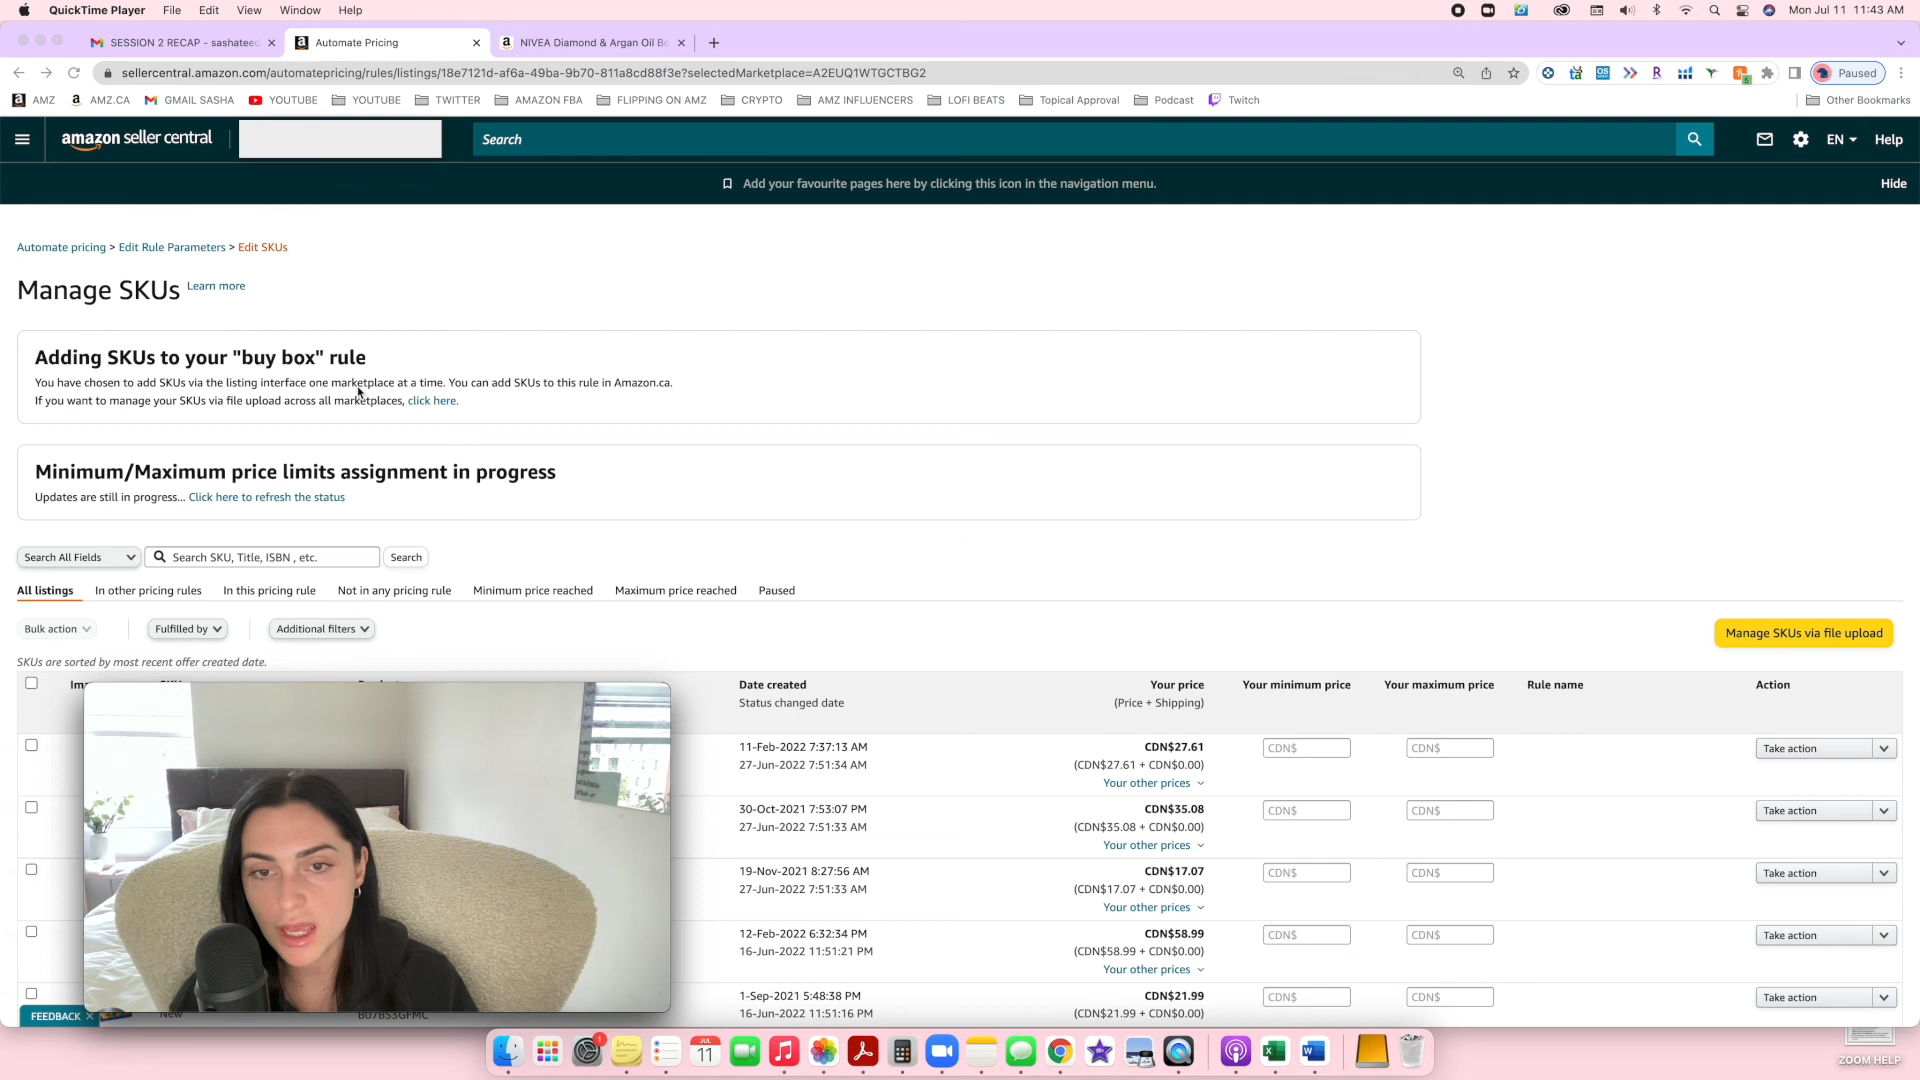 QuickTime Player File Edit View Window Help Mon Jul 11 11:43 AM
SESSION 2 RECAP - sashateed Automate Pricing NIVEA Diamond & Argan Oil Bo
sellercentral.amazon.com/automatepricing/rules/listings/18e7121d-af6a-49ba-9b70-811a8cd88f3e?selectedMarketplace=A2EUQ1WTGCTBG2 Paused
AMZ AMZ.CA GMAIL SASHA YOUTUBE YOUTUBE TWITTER AMAZON FBA FLIPPING ON AMZ CRYPTO AMZ INFLUENCERS LOFI BEATS Topical Approval Podcast Twitch Other Bookmarks
amazon seller central Search EN Help
Add your favourite pages here by clicking this icon in the navigation menu. Hide
Automate pricing > Edit Rule Parameters > Edit SKUs
Manage SKUs Learn more
Adding SKUs to your "buy box" rule
You have chosen to add SKUs via the listing interface one marketplace at a time. You can add SKUs to this rule in Amazon.ca.
If you want to manage your SKUs via file upload across all marketplaces, click here.
Minimum/Maximum price limits assignment in progress
Updates are still in progress... Click here to refresh the status
Search All Fields Search SKU, Title, ISBN , etc. Search
All listings In other pricing rules In this pricing rule Not in any pricing rule Minimum price reached Maximum price reached Paused
Bulk action Fulfilled by Additional filters Manage SKUs via file upload
SKUs are sorted by most recent offer created date.
Date created Your price Your minimum price Your maximum price Rule name Action
Status changed date (Price + Shipping)
11-Feb-2022 7:37:13 AM CDN$27.61 CDN$ CDN$ Take action
27-Jun-2022 7:51:34 AM (CDN$27.61 + CDN$0.00)
Your other prices
30-Oct-2021 7:53:07 PM CDN$35.08 CDN$ CDN$ Take action
27-Jun-2022 7:51:33 AM (CDN$35.08 + CDN$0.00)
Your other prices
19-Nov-2021 8:27:56 AM CDN$17.07 CDN$ CDN$ Take action
27-Jun-2022 7:51:33 AM (CDN$17.07 + CDN$0.00)
Your other prices
12-Feb-2022 6:32:34 PM CDN$58.99 CDN$ CDN$ Take action
16-Jun-2022 11:51:21 PM (CDN$58.99 + CDN$0.00)
Your other prices
1-Sep-2021 5:48:38 PM CDN$21.99 CDN$ CDN$ Take action
16-Jun-2022 11:51:16 PM (CDN$21.99 + CDN$0.00)
FEEDBACK New B07BS3GFMC
JUL
11
ZOOM HELP